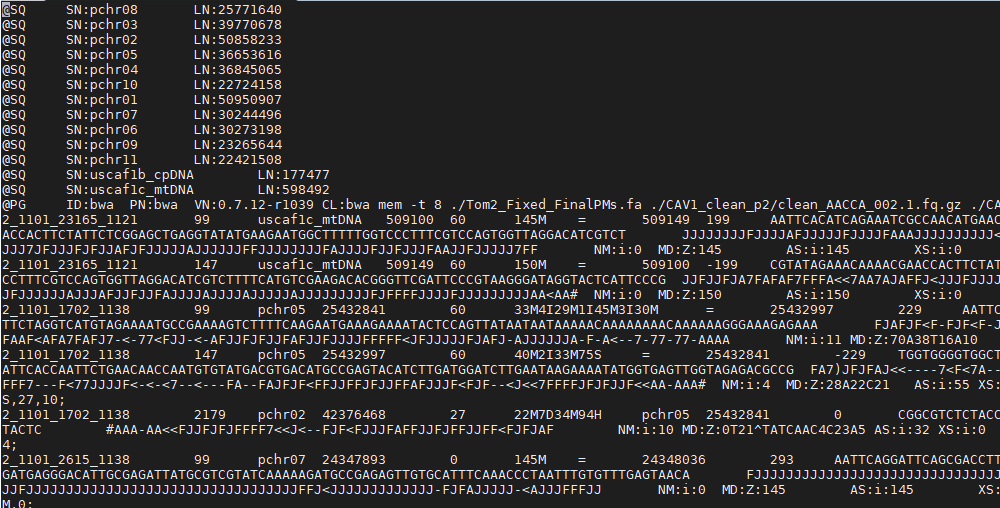 @SQ SN:pchr08 LN:25771640
@SQ SN:pchr03 LN:39770678
@SQ SN:pchr02 LN:50858233
@SQ SN:pchr05 LN:36653616
@SQ SN:pchr04 LN:36845065
@SQ SN:pchr10 LN:22724158
@SQ SN:pchr01 LN:50950907
@SQ SN:pchr07 LN:30244496
@SQ SN:pchr06 LN:30273198
@SQ SN:pchr09 LN:23265644
@SQ SN:pchr11 LN:22421508
@SQ SN:uscaf1b_cpDNA LN:177477
@SQ SN:uscaf1c_mtDNA LN:598492
@PG ID:bwa PN:bwa VN:0.7.12-r1039 CL:bwa mem -t 8 ./Tom2_Fixed_FinalPMs.fa ./CAV1_clean_p2/clean_AACCA_002.1.fq.gz ./CA
2_1101_23165_1121 99 uscaf1c_mtDNA 509100 60 145M = 509149 199 AATTCACATCAGAAATCGCCAACATGAAC
ACCACTTCTATTCTCGGAGCTGAGGTATATGAAGAATGGCTTTTTGGTCCCTTTCGTCCAGTGGTTAGGACATCGTCT JJJJJJJJFJJJJAFJJJJJFJJJJFAAAJJJJJJJJJJ<
JJJ7JFJJJFJFJJAFJFJJJJJAJJJJJJFFJJJJJJJJFAJJJJFJJFJJJFAAJJFJJJJJ7FF NM:i:0 MD:Z:145 AS:i:145 XS:i:0
2_1101_23165_1121 147 uscaf1c_mtDNA 509149 60 150M = 509100 -199 CGTATAGAAACAAAACGAACCACTTCTAT
CCTTTCGTCCAGTGGTTAGGACATCGTCTTTTCATGTCGAAGACACGGGTTCGATTCCCGTAAGGGATAGGTACTCATTCCCG JJFJJFJA7FAFAF7FFFA<<7AA7AJAFFJ<JJJFJJJJ
JFJJJJJJAJJJAFJJFJJFAJJJJAJJJJAJJJJJAJJJJJJJJJFJFFFFJJJJFJJJJJJJJJAA<AA# NM:i:0 MD:Z:150 AS:i:150 XS:i:0
2_1101_1702_1138 99 pchr05 25432841 60 33M4I29M1I45M3I30M = 25432997 229 AATTC
TTCTAGGTCATGTAGAAAATGCCGAAAAGTCTTTTCAAGAATGAAAGAAAATACTCCAGTTATAATAATAAAAACAAAAAAAACAAAAAAGGGAAAGAGAAA FJAFJF<F-FJF<F-J
FAAF<AFA7FAFJ7-<-77<FJJ-<-AFJJFJFJJFAFJJJJFFFFF<JFJJJJJFJAFJ-AJJJJJJA-F-A<--7-77-77-AAAA NM:i:11 MD:Z:70A38T16A10
2_1101_1702_1138 147 pchr05 25432997 60 40M2I33M75S = 25432841 -229 TGGTGGGGTGGCT
ATTCACCAATTCTGAACAACCAATGTGTATGACGTGACATGCCGAGTACATCTTGATGGATCTTGAATAAGAAAATATGGTGAGTTGGTAGAGACGCCG FA7)JFJFAJ<<----7<F<7A--
FFF7---F<77JJJJF<-<-<7--<---FA--FAJFJF<FFJJFFJFJJFFAJJJF<FJF--<J<<7FFFFJFJFJJF<<AA-AAA# NM:i:4 MD:Z:28A22C21 AS:i:55 XS
S,27,10;
2_1101_1702_1138 2179 pchr02 42376468 27 22M7D34M94H pchr05 25432841 0 CGGCGTCTCTACC
TACTC #AAA-AA<<FJJFJFJFFFF7<<J<--FJF<FJJJFAFFJJFJFFJJFF<FJFJAF NM:i:10 MD:Z:0T21^TATCAAC4C23A5 AS:i:32 XS:i:0
4;
2_1101_2615_1138 99 pchr07 24347893 0 145M = 24348036 293 AATTCAGGATTCAGCGACCTT
GATGAGGGACATTGCGAGATTATGCGTCGTATCAAAAAGATGCCGAGAGTTGTGCATTTCAAACCCTAATTTGTGTTTGAGTAACA FJJJJJJJJJJJJJJJJJJJJJJJJJJJJJJJ
JJFJJJJJJJJJJJJJJJJJJJJJJJJJJJJJJJJFFJ<JJJJJJJJJJJJJ-FJFAJJJJJ-<AJJJFFFJJ NM:i:0 MD:Z:145 AS:i:145 XS:
M,0;